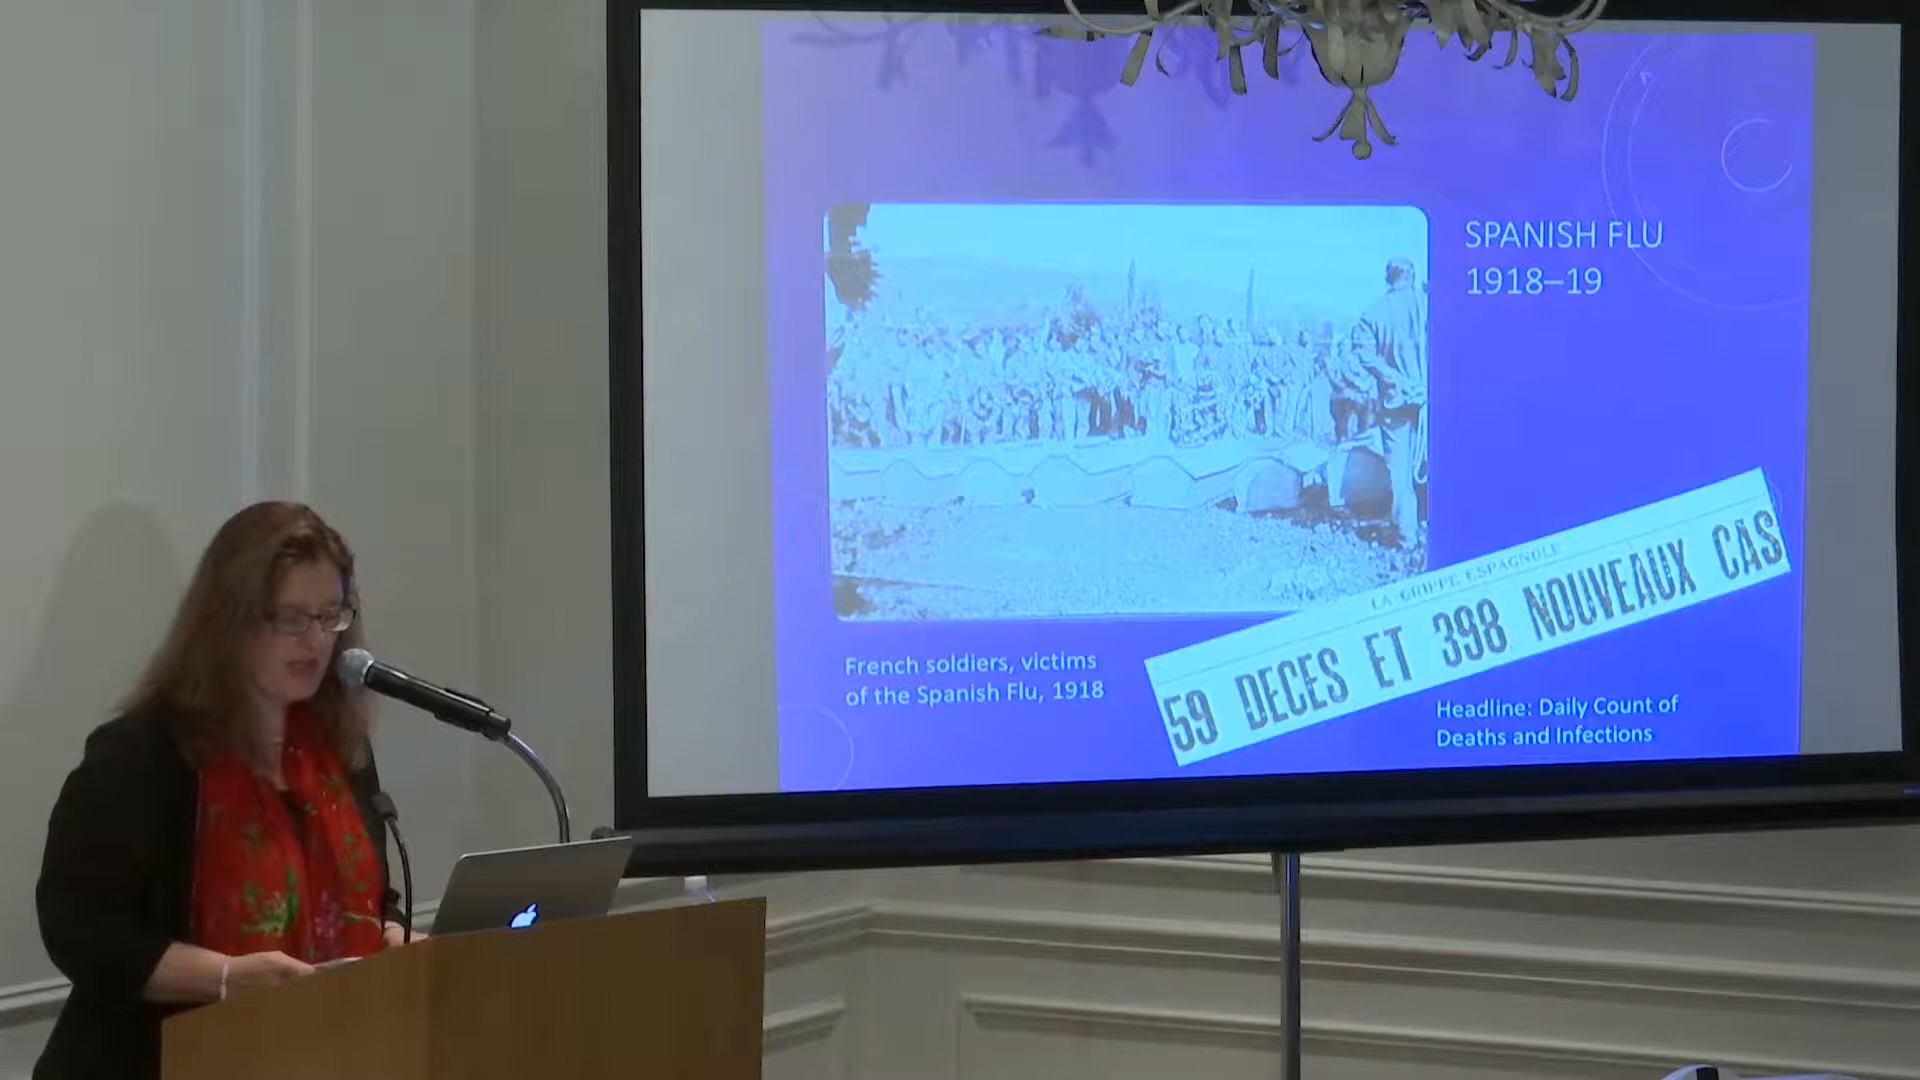 SPANISH FLU
1918–19
LA GRIPPE ESPAGNOLE
59 DECES ET 398 NOUVEAUX CAS
French soldiers, victims
of the Spanish Flu, 1918
Headline: Daily Count of
Deaths and Infections